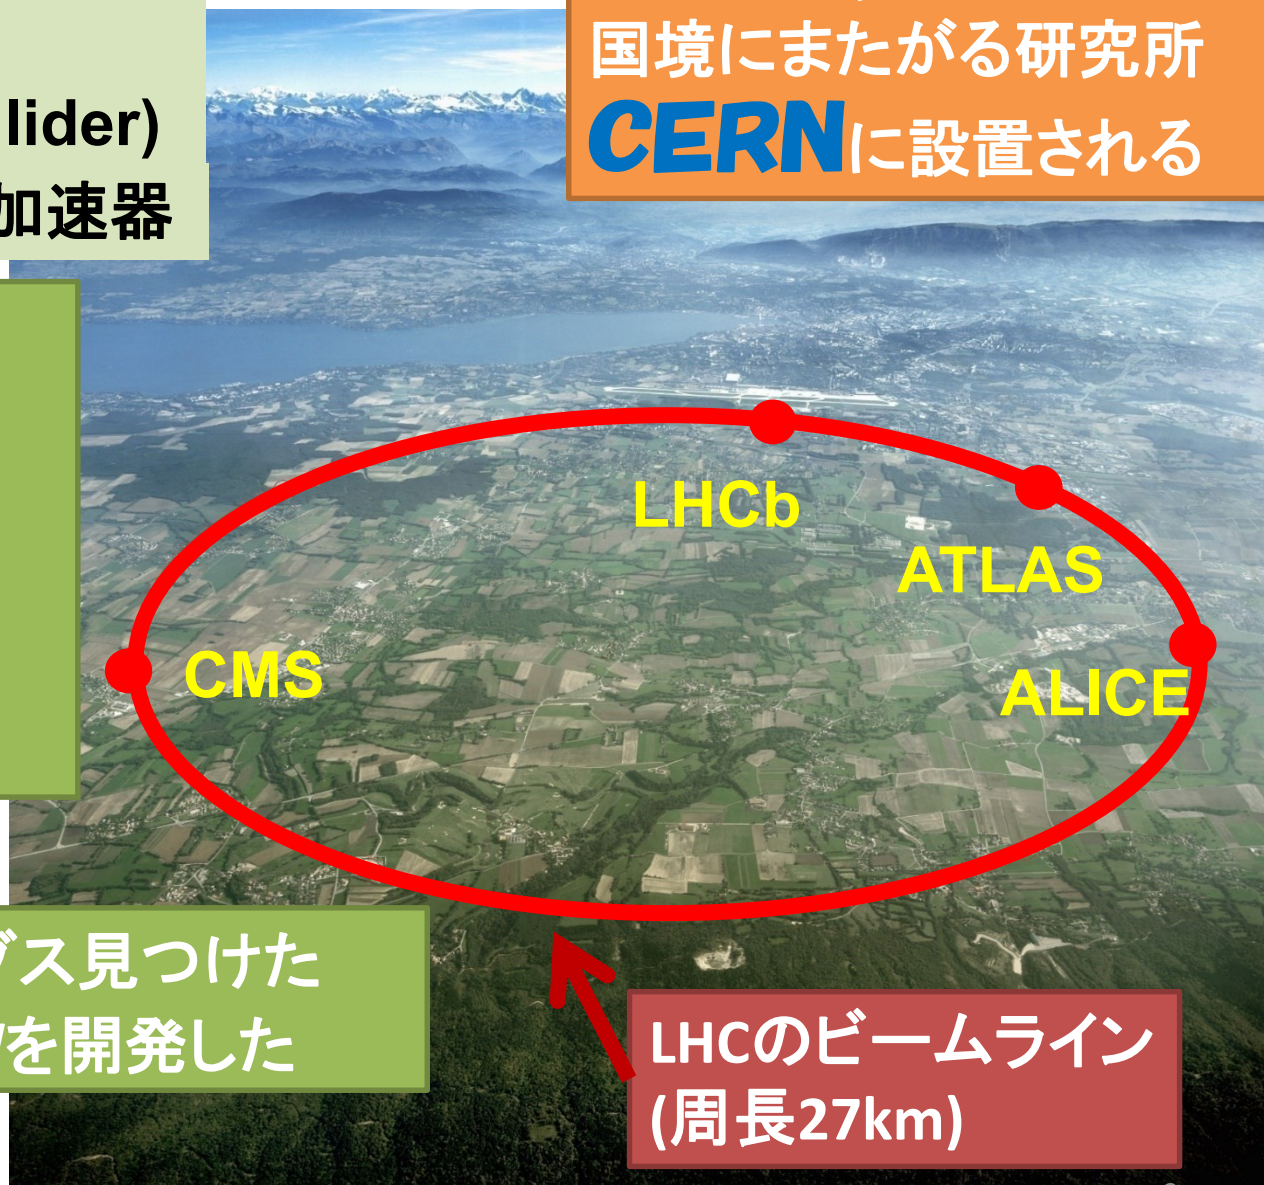 lider)
加速器
国境にまたがる研究所
CERNに設置される
LHCb
ATLAS
CMS
ALICE
ブス見つけた
を開発した
LHCのビームライン
(周長27km)